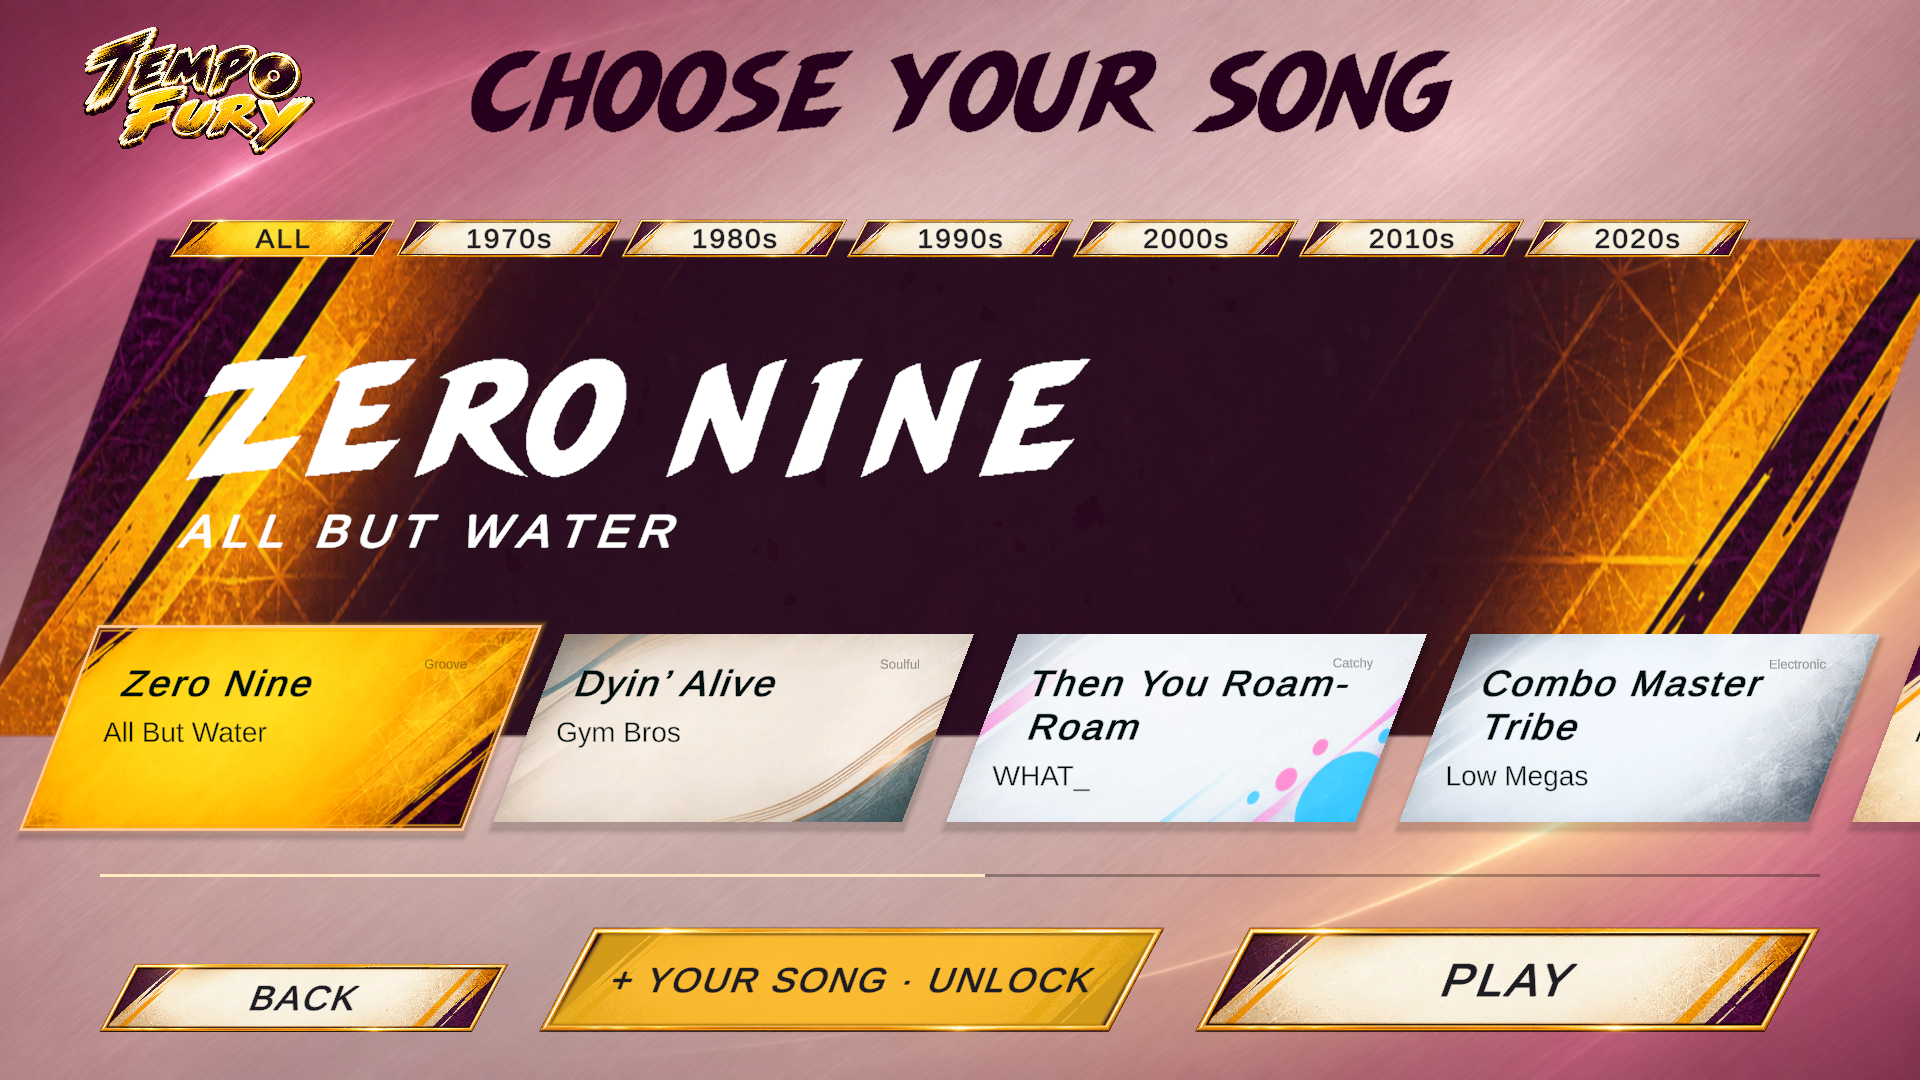 TEMPO
FURY
CHOOSE YOUR SONG
ALL
1970s
1980s
1990s
2000s
2010s
2020s
ZERO NINE
ALL BUT WATER
Groove
Zero Nine
All But Water
Soulful
Dyin’ Alive
Gym Bros
Catchy
Then You Roam-
Roam
WHAT_
Electronic
Combo Master
Tribe
Low Megas
BACK
+ YOUR SONG · UNLOCK
PLAY